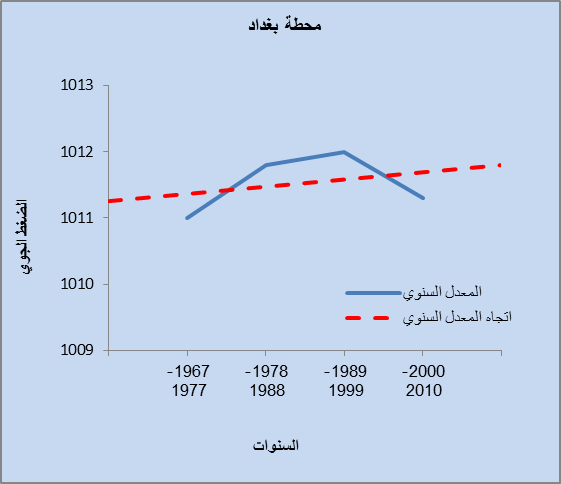 محطة بغداد
الضغط الجوي
1013
1012
1011
1010
1009
المعدل السنوي
اتجاه المعدل السنوي
1967-
1977
1978-
1988
1989-
1999
2000-
2010
السنوات